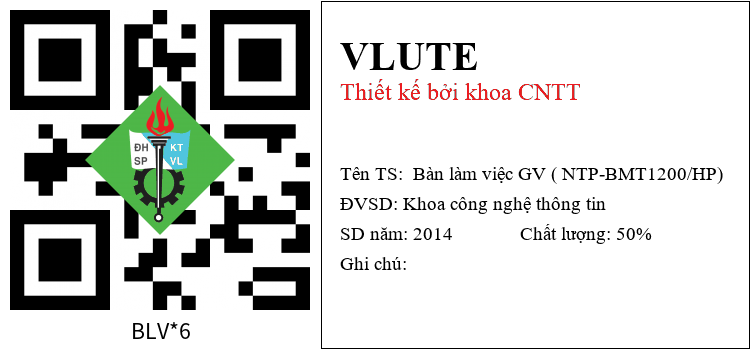 ĐH KT
SP VL
BLV*6
VLUTE
Thiết kế bởi khoa CNTT
Tên TS: Bàn làm việc GV ( NTP-BMT1200/HP)
ĐVSD: Khoa công nghệ thông tin
SD năm: 2014 Chất lượng: 50%
Ghi chú: